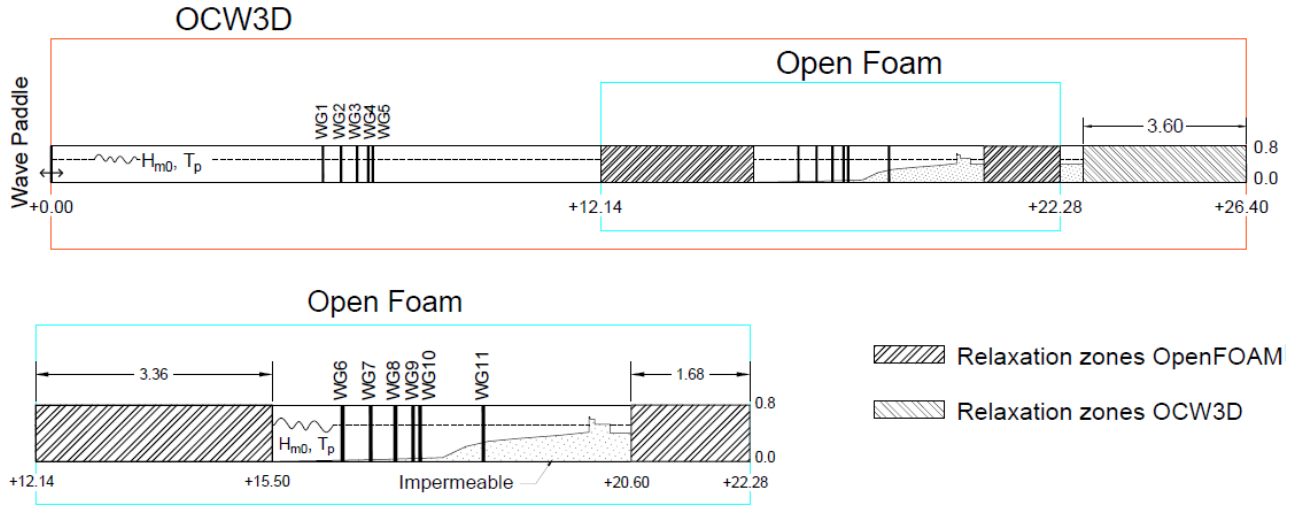 OCW3D
Open Foam
Wave Paddle
WG1
WG2
WG3
WG4
WG5
Hm0, Tp
3.60
0.8
0.0
+0.00
+12.14
+22.28
+26.40
Open Foam
3.36
WG6
WG7
WG8
WG9
WG10
WG11
1.68
Hm0, Tp
0.8
0.0
Impermeable
+12.14
+15.50
+20.60
+22.28
Relaxation zones OpenFOAM
Relaxation zones OCW3D